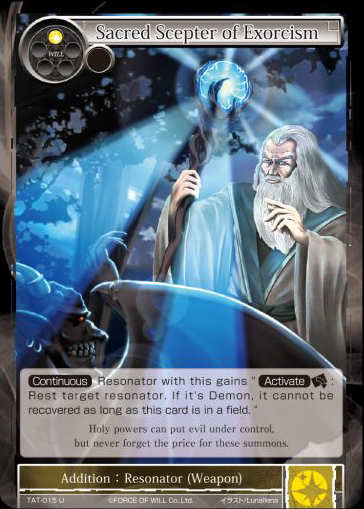 Sacred Scepter of Exorcism
WILL
Continuous Resonator with this gains " Activate :
Rest target resonator. If it's Demon, it cannot be
recovered as long as this card is in a field. "
Holy powers can put evil under control,
but never forget the price for these summons.
Addition : Resonator (Weapon)
TAT-015 U ©FORCE OF WILL Co.,Ltd. イラスト/Lunallena